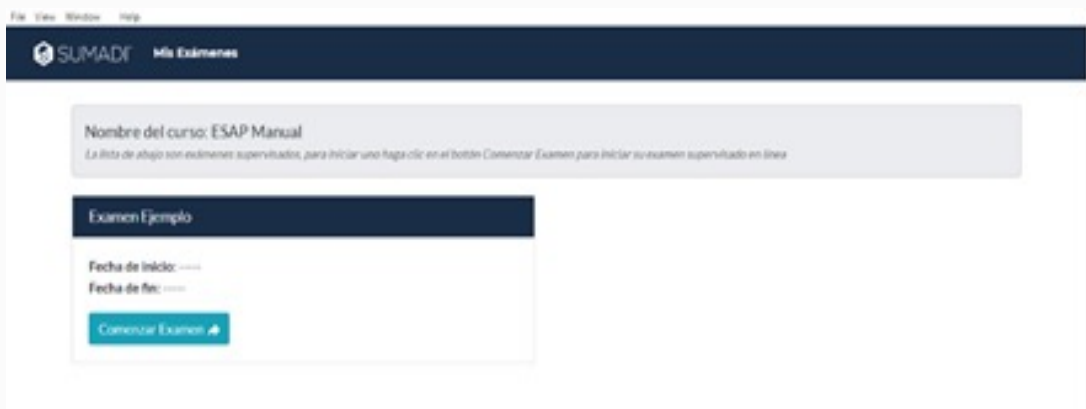 File View Window Help
SUMADI Mis Exámenes
Nombre del curso: ESAP Manual
La lista de abajo son exámenes supervisados, para iniciar uno haga clic en el botón Comenzar Examen para iniciar su examen supervisado en línea
Examen Ejemplo
Fecha de inicio: -----
Fecha de fin: -----
Comenzar Examen